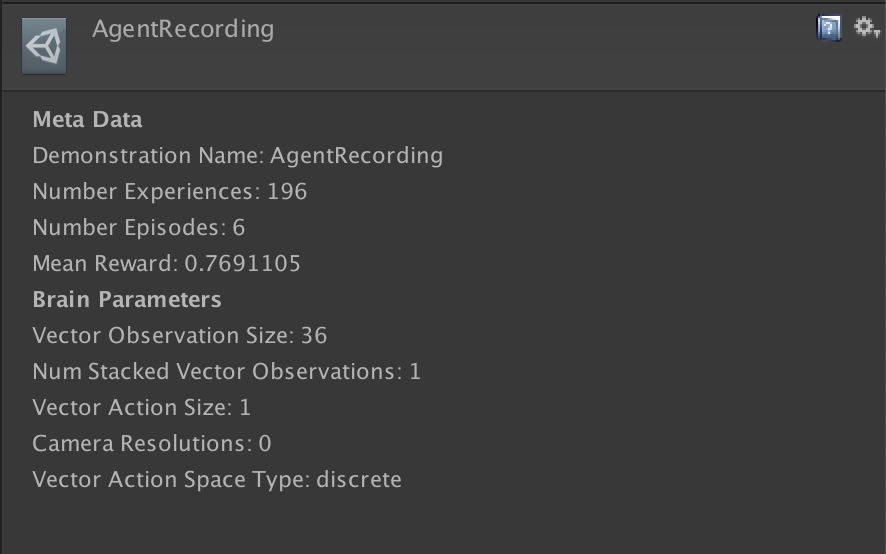 AgentRecording
Meta Data
Demonstration Name: AgentRecording
Number Experiences: 196
Number Episodes: 6
Mean Reward: 0.7691105
Brain Parameters
Vector Observation Size: 36
Num Stacked Vector Observations: 1
Vector Action Size: 1
Camera Resolutions: 0
Vector Action Space Type: discrete